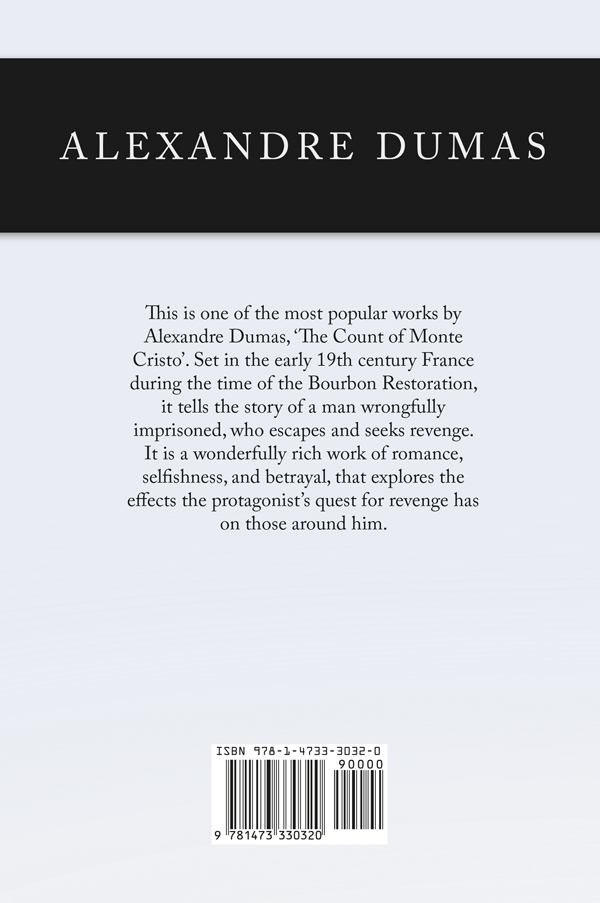 ALEXANDRE DUMAS
This is one of the most popular works by
Alexandre Dumas, ‘The Count of Monte
Cristo’. Set in the early 19th century France
during the time of the Bourbon Restoration,
it tells the story of a man wrongfully
imprisoned, who escapes and seeks revenge.
It is a wonderfully rich work of romance,
selfishness, and betrayal, that explores the
effects the protagonist’s quest for revenge has
on those around him.
ISBN 978-1-4733-3032-0
90000
9 781473 330320